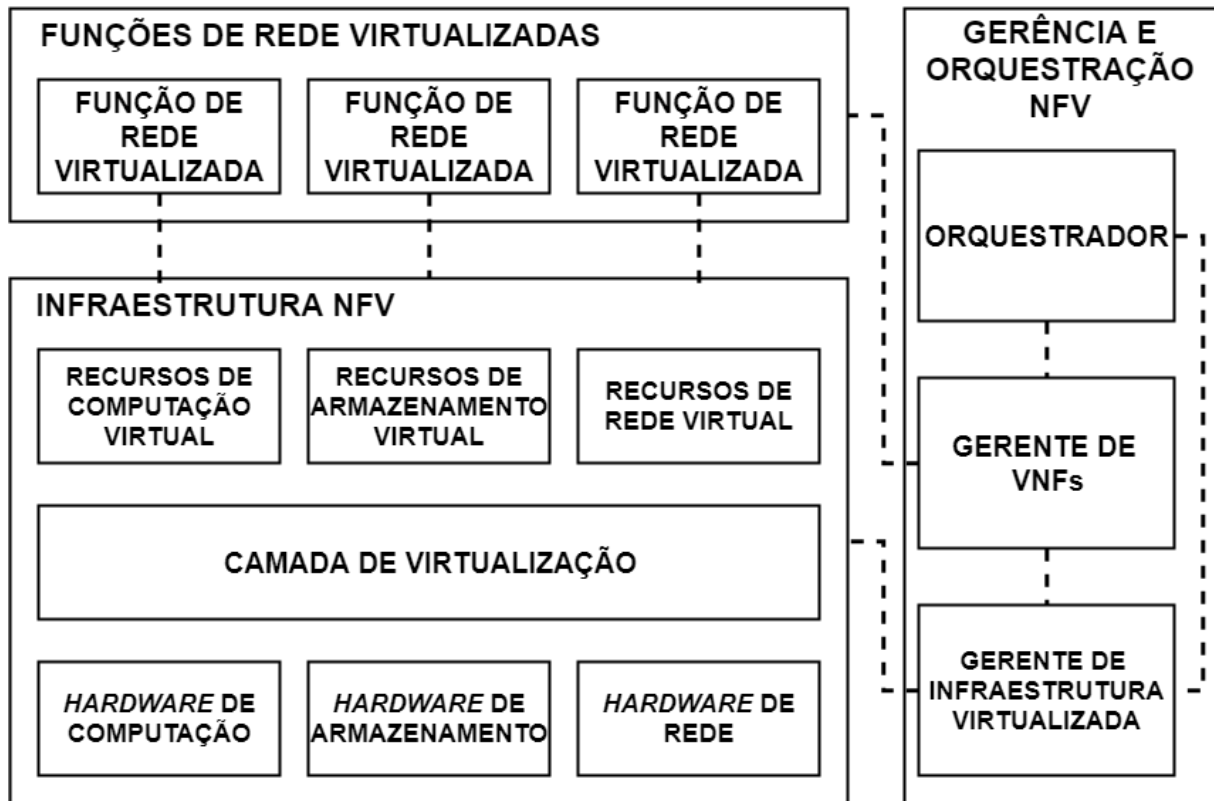 FUNÇÕES DE REDE VIRTUALIZADAS
FUNÇÃO DE
REDE
VIRTUALIZADA
FUNÇÃO DE
REDE
VIRTUALIZADA
FUNÇÃO DE
REDE
VIRTUALIZADA
INFRAESTRUTURA NFV
RECURSOS DE
COMPUTAÇÃO
VIRTUAL
RECURSOS DE
ARMAZENAMENTO
VIRTUAL
RECURSOS DE
REDE VIRTUAL
CAMADA DE VIRTUALIZAÇÃO
HARDWARE DE
COMPUTAÇÃO
HARDWARE DE
ARMAZENAMENTO
HARDWARE DE
REDE
GERÊNCIA E
ORQUESTRAÇÃO
NFV
ORQUESTRADOR
GERENTE DE
VNFs
GERENTE DE
INFRAESTRUTURA
VIRTUALIZADA